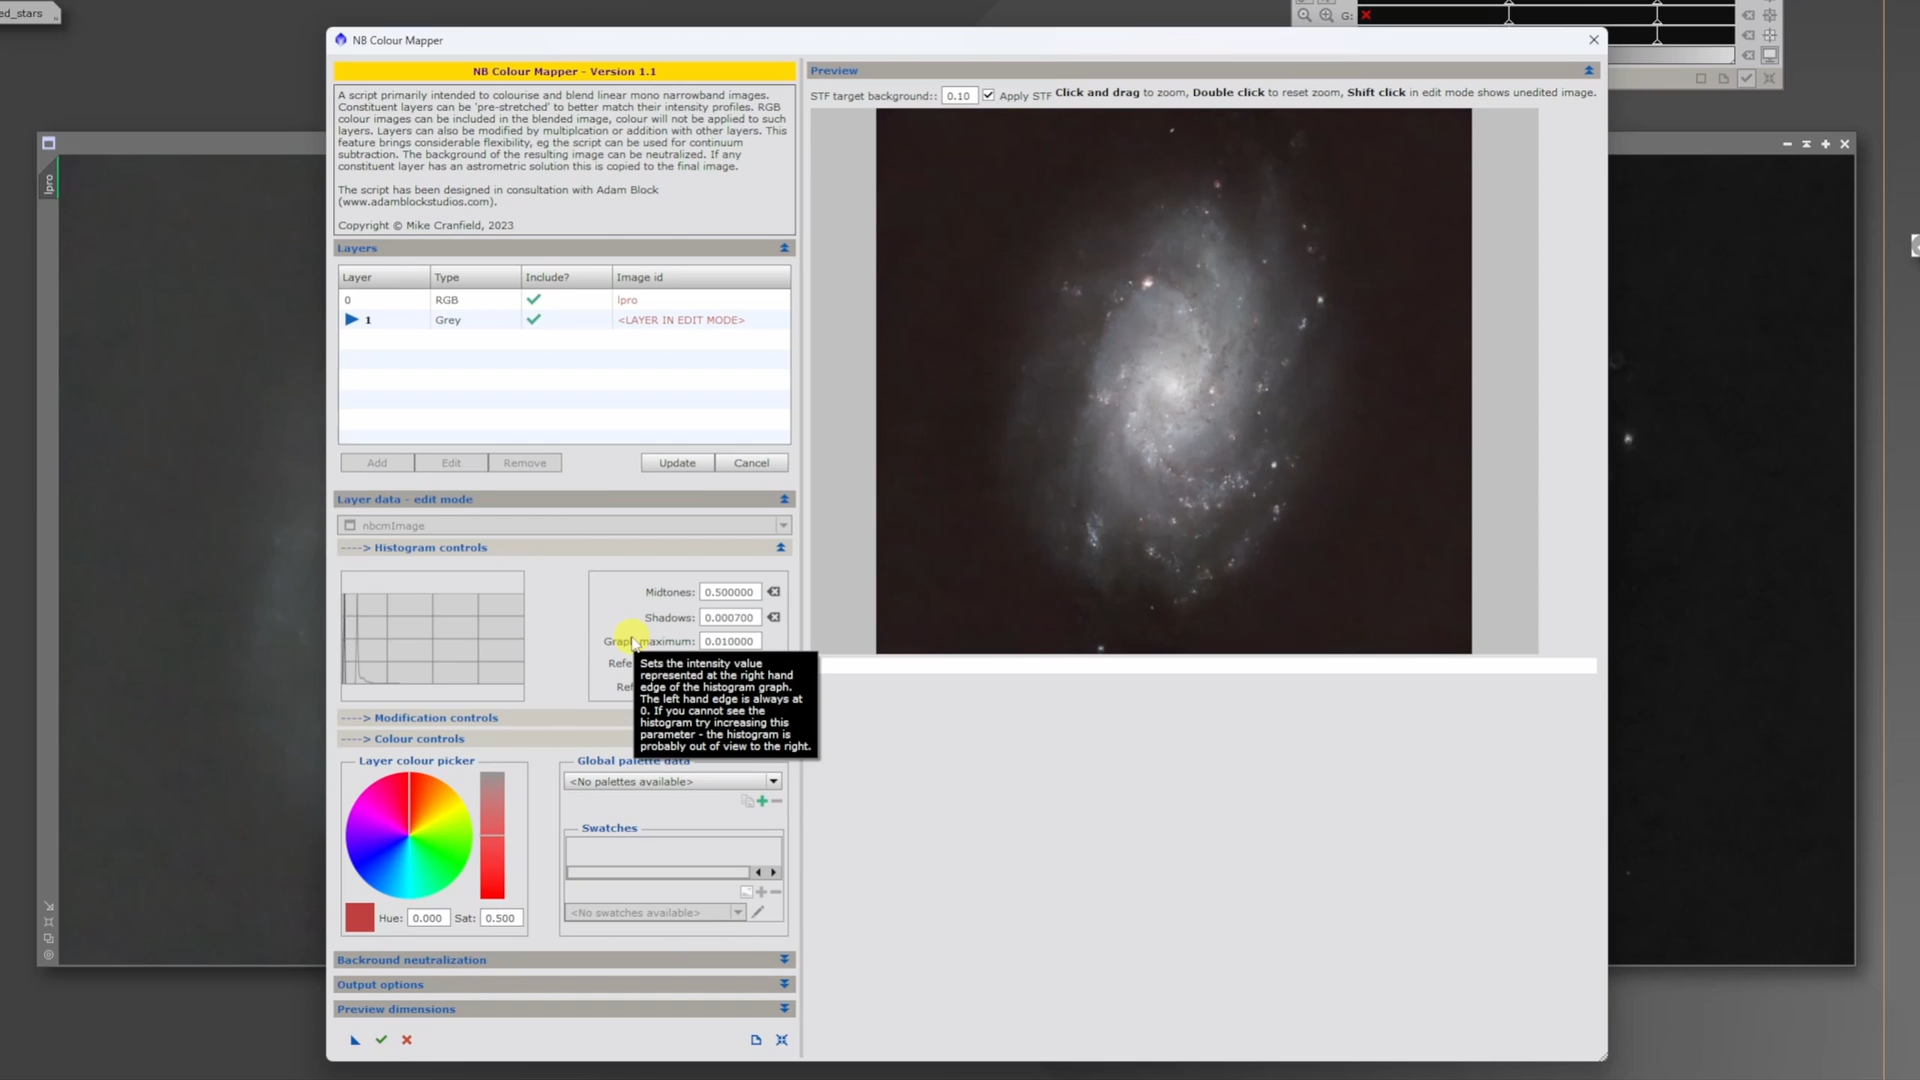 ed_stars
G:
NB Colour Mapper
NB Colour Mapper - Version 1.1
A script primarily intended to colourise and blend linear mono narrowband images.
Constituent layers can be 'pre-stretched' to better match their intensity profiles. RGB
colour images can be included in the blended image, colour will not be applied to such
layers. Layers can also be modified by multiplcation or addition with other layers. This
feature brings considerable flexibility, eg the script can be used for continuum
subtraction. The background of the resulting image can be neutralized. If any
constituent layer has an astrometric solution this is copied to the final image.
The script has been designed in consultation with Adam Block
(www.adamblockstudios.com).
Copyright © Mike Cranfield, 2023
Layers
Layer Type Include? Image id
0 RGB lpro
1 Grey <LAYER IN EDIT MODE>
Add Edit Remove Update Cancel
Layer data - edit mode
nbcmImage
----> Histogram controls
Midtones: 0.500000
Shadows: 0.000700
Graph maximum: 0.010000
Refe
Ref
Sets the intensity value
represented at the right hand
edge of the histogram graph.
The left hand edge is always at
0. If you cannot see the
histogram try increasing this
parameter - the histogram is
probably out of view to the right.
----> Modification controls
----> Colour controls
Layer colour picker
Hue: 0.000 Sat: 0.500
Global palette data
<No palettes available>
Swatches
<No swatches available>
Backround neutralization
Output options
Preview dimensions
Preview
STF target background:: 0.10 Apply STF Click and drag to zoom, Double click to reset zoom, Shift click in edit mode shows unedited image.
lpro